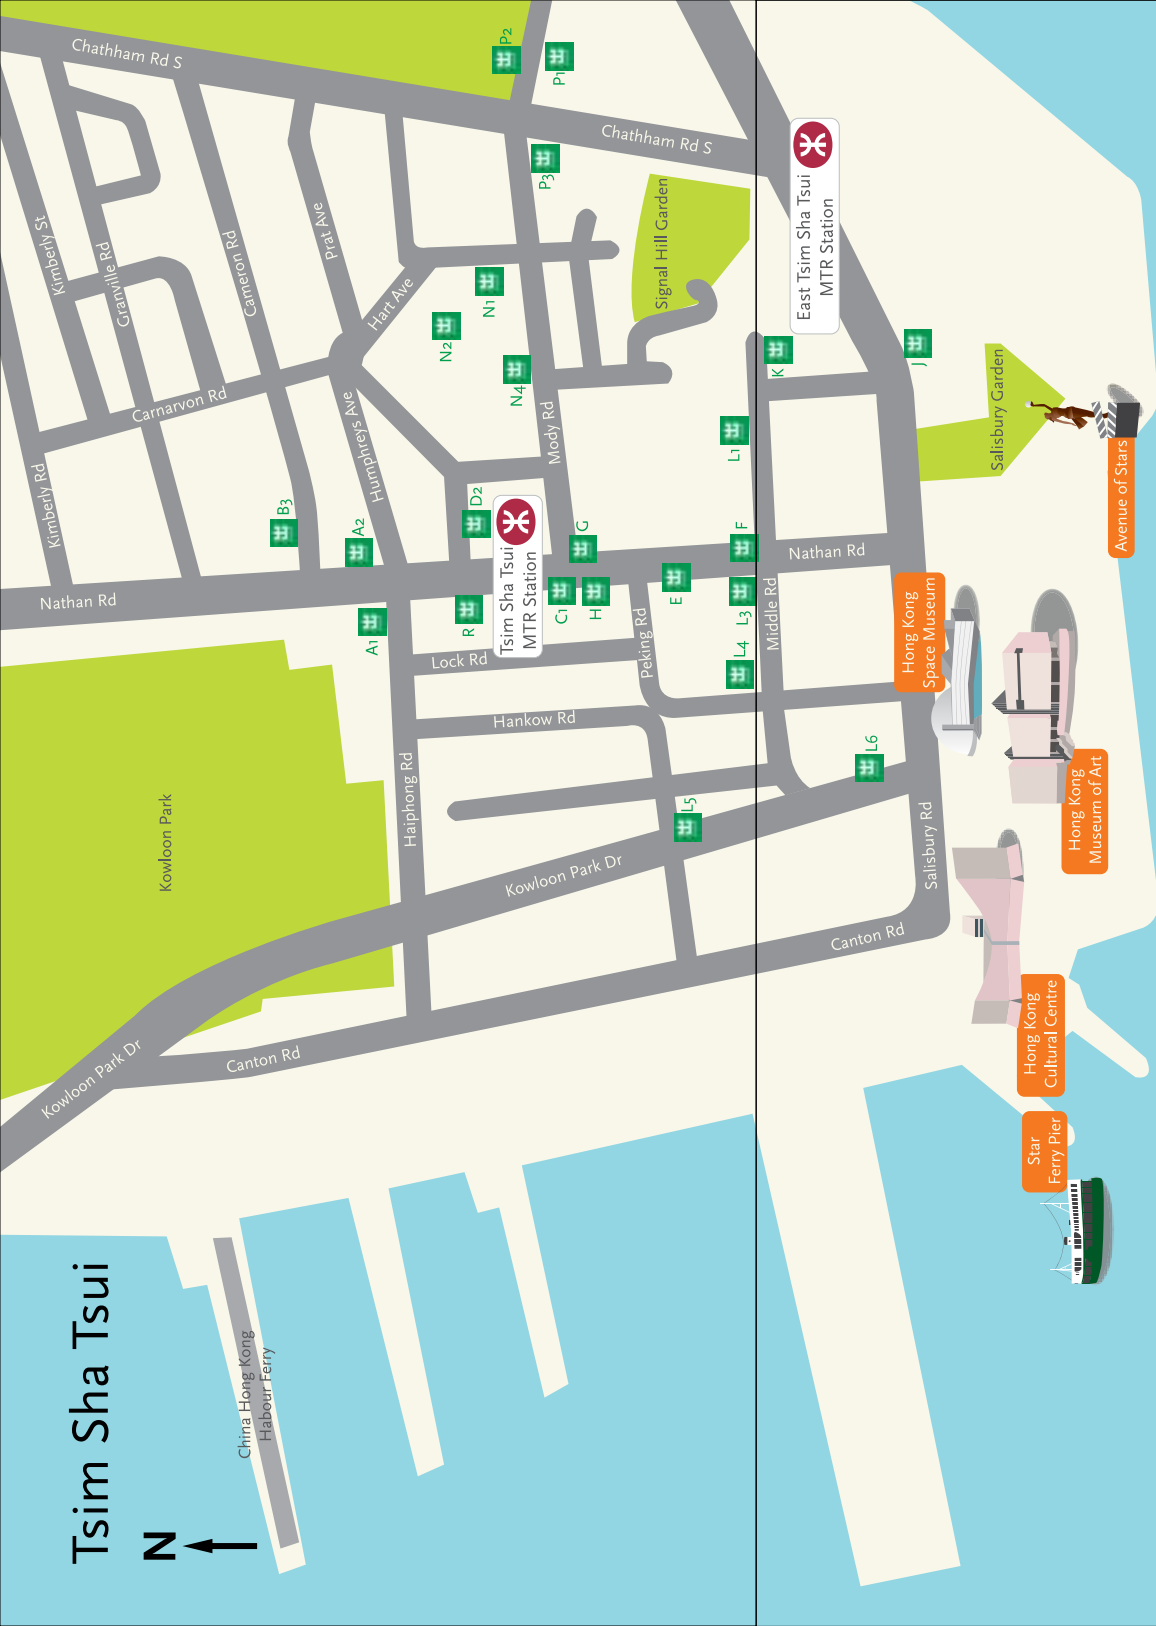 Tsim Sha Tsui
N
China Hong Kong
Habour Ferry
Kowloon Park Dr
Canton Rd
Kowloon Park
Nathan Rd
Kimberly Rd
Kimberly St
Granville Rd
Chathham Rd S
Carnarvon Rd
Cameron Rd
Prat Ave
Humphreys Ave
Hart Ave
B3
A2
A1
Haiphong Rd
Lock Rd
Hankow Rd
Kowloon Park Dr
R
D2
Tsim Sha Tsui
MTR Station
C1
H
G
E
Peking Rd
Mody Rd
N4
N2
N1
P2
P1
P3
Chathham Rd S
Signal Hill Garden
L1
K
F
L3
L4
L5
L6
Middle Rd
Nathan Rd
East Tsim Sha Tsui
MTR Station
J
Salisbury Garden
Salisbury Rd
Canton Rd
Hong Kong
Space Museum
Hong Kong
Museum of Art
Hong Kong
Cultural Centre
Star
Ferry Pier
Avenue of Stars